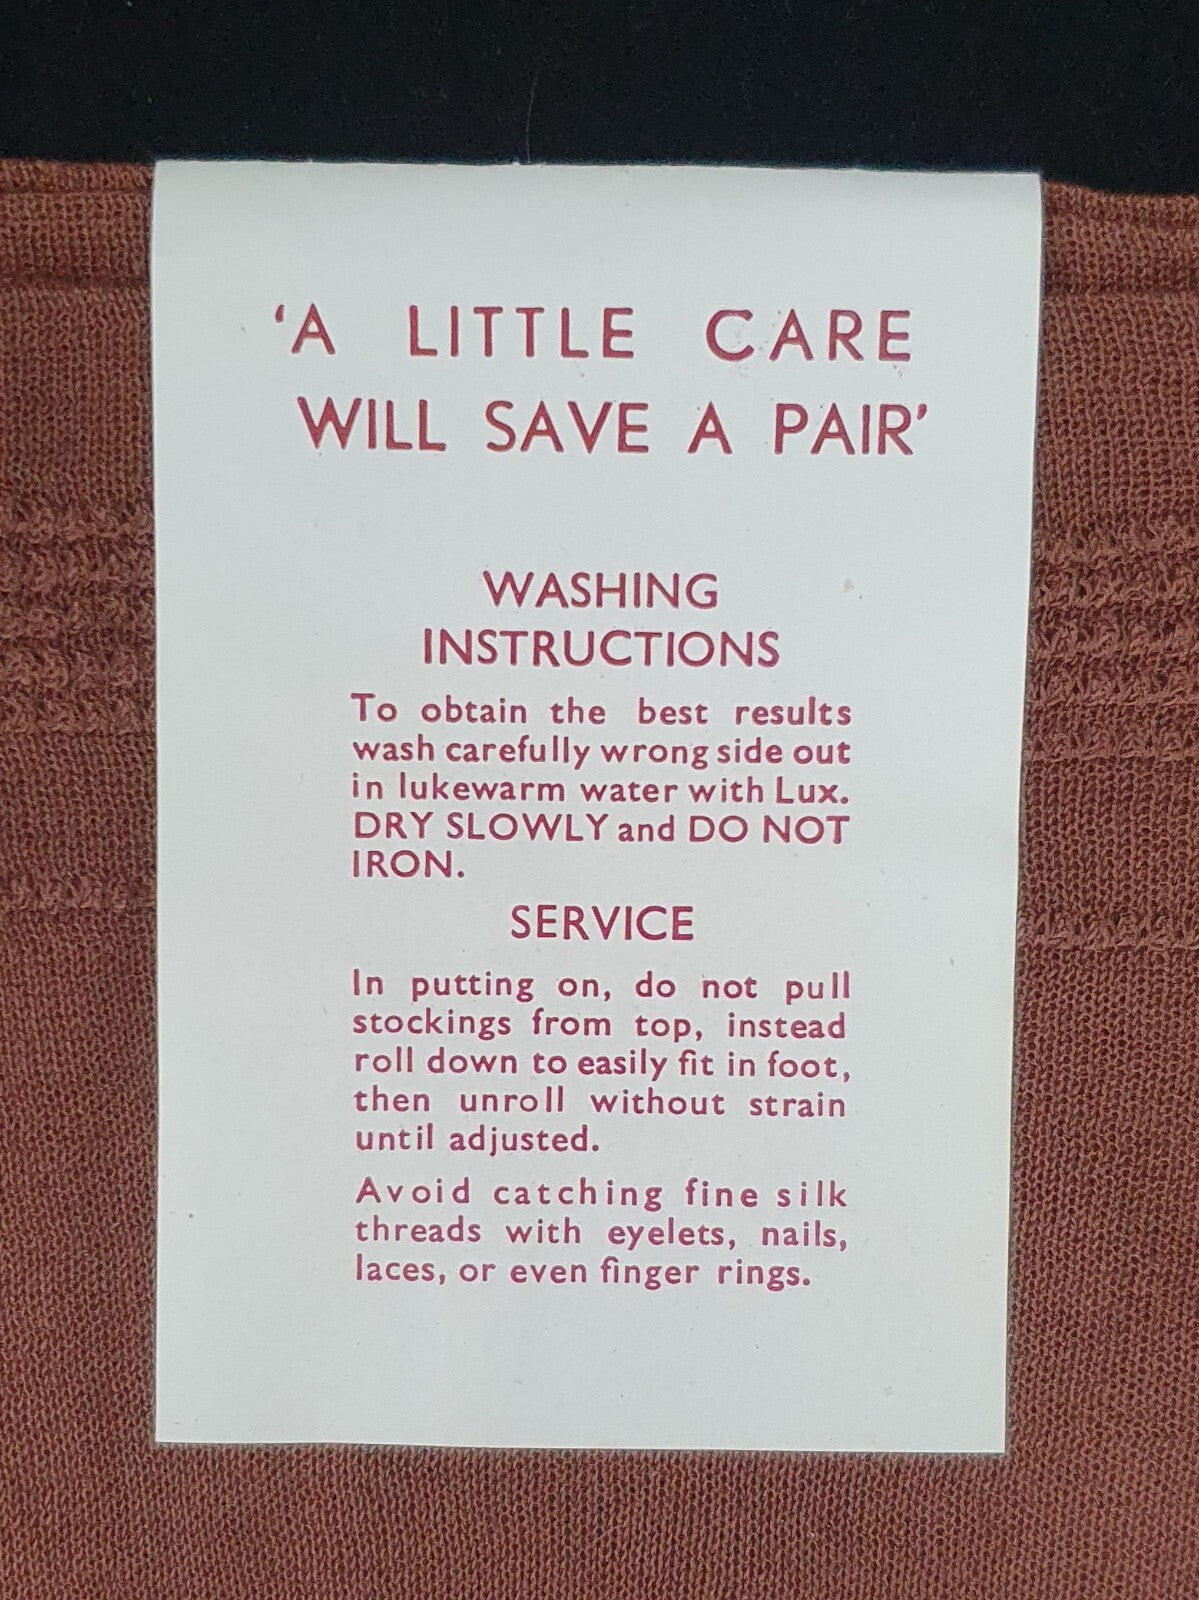 ‘A LITTLE CARE
WILL SAVE A PAIR’
WASHING
INSTRUCTIONS
To obtain the best results
wash carefully wrong side out
in lukewarm water with Lux.
DRY SLOWLY and DO NOT
IRON.
SERVICE
In putting on, do not pull
stockings from top, instead
roll down to easily fit in foot,
then unroll without strain
until adjusted.
Avoid catching fine silk
threads with eyelets, nails,
laces, or even finger rings.